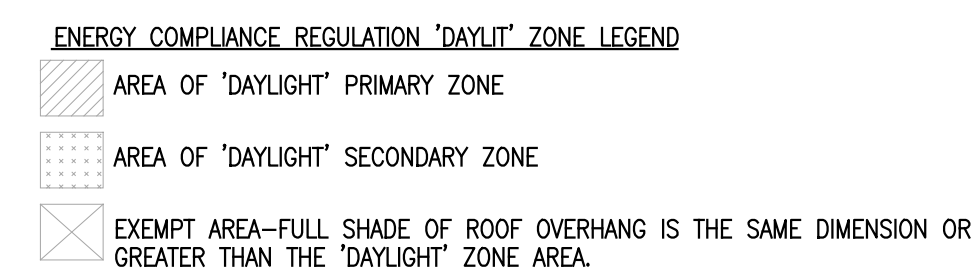 ENERGY COMPLIANCE REGULATION 'DAYLIT' ZONE LEGEND
AREA OF 'DAYLIGHT' PRIMARY ZONE
AREA OF 'DAYLIGHT' SECONDARY ZONE
EXEMPT AREA–FULL SHADE OF ROOF OVERHANG IS THE SAME DIMENSION OR
GREATER THAN THE 'DAYLIGHT' ZONE AREA.